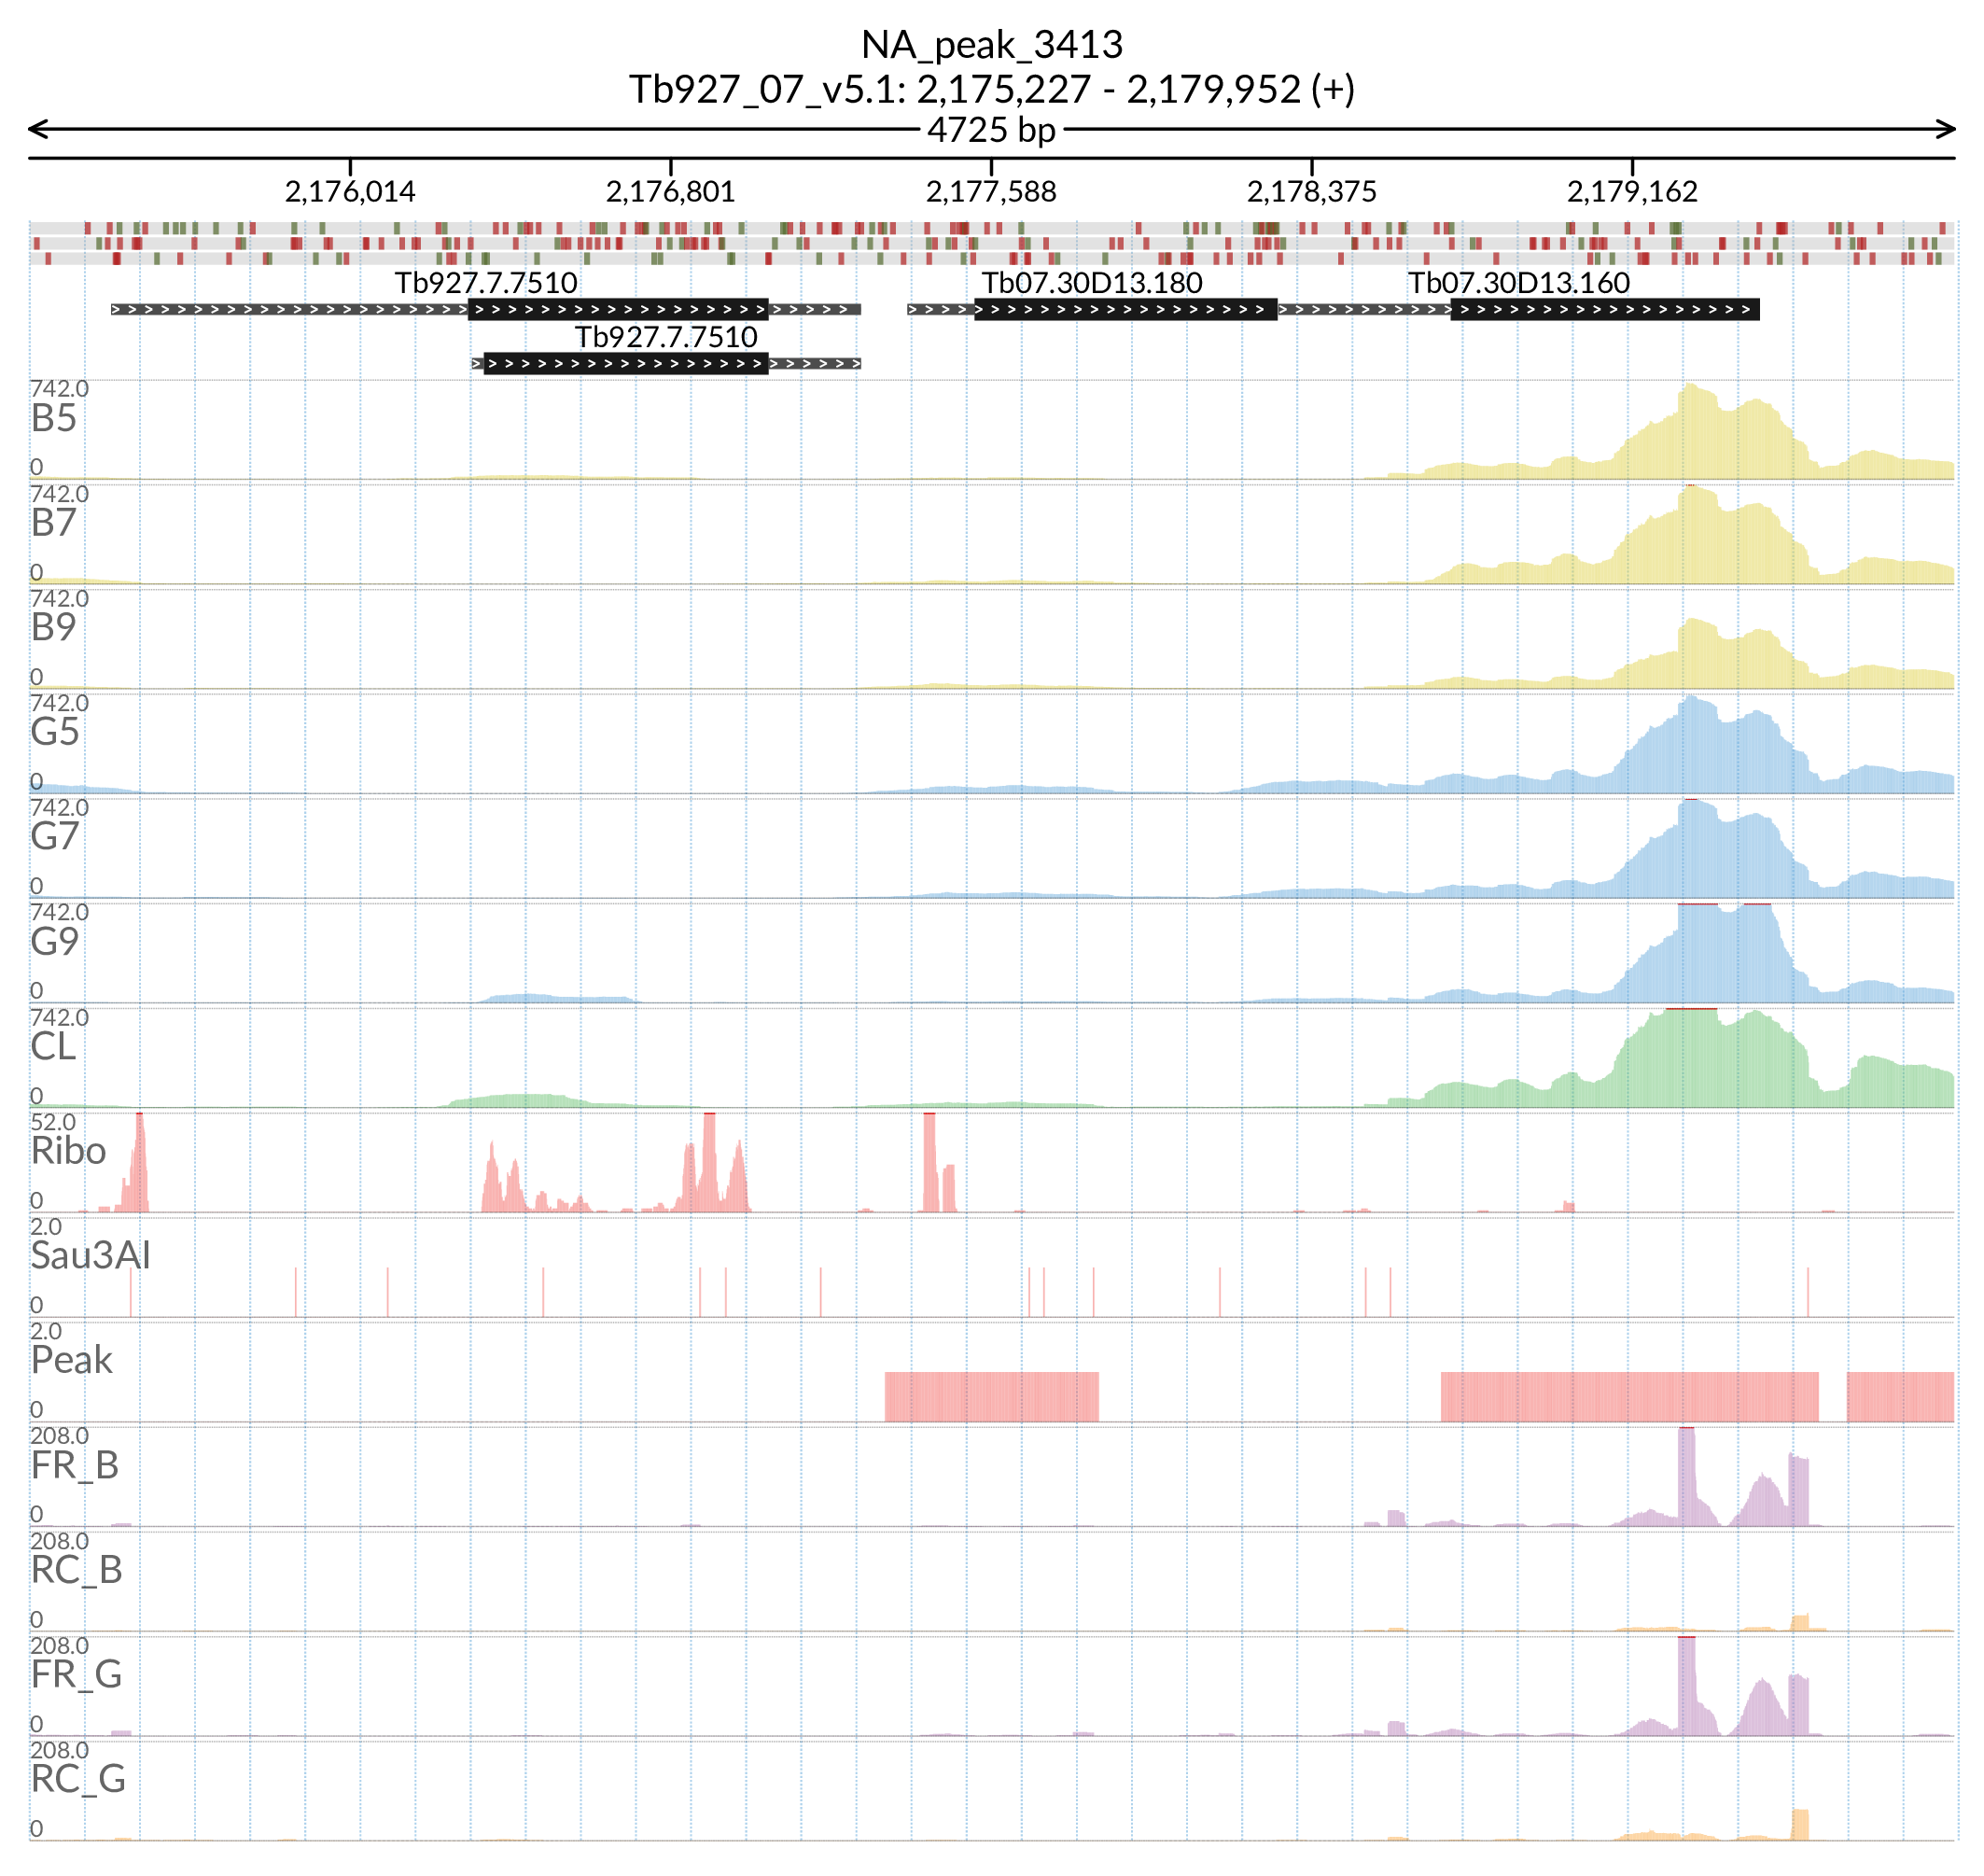 NA_peak_3413
Tb927_07_v5.1: 2,175,227 - 2,179,952 (+)
4725 bp
2,176,014 2,176,801 2,177,588 2,178,375 2,179,162
Tb927.7.7510 Tb07.30D13.180 Tb07.30D13.160
Tb927.7.7510
742.0
B5
0
742.0
B7
0
742.0
B9
0
742.0
G5
0
742.0
G7
0
742.0
G9
0
742.0
CL
0
52.0
Ribo
0
2.0
Sau3AI
0
2.0
Peak
0
208.0
FR_B
0
208.0
RC_B
0
208.0
FR_G
0
208.0
RC_G
0